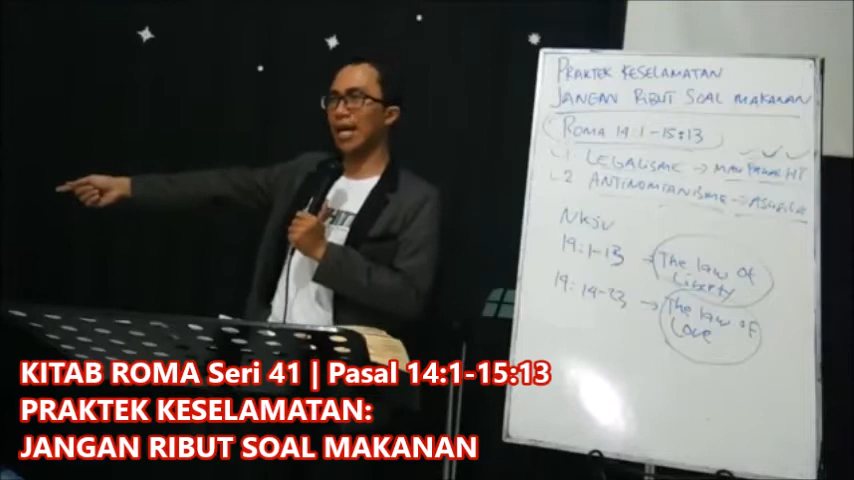 PRAKTEK KESELAMATAN
JANGAN RIBUT SOAL MAKANAN
ROMA 14:1-15:13
1 LEGALISME →
2 ANTINOMIANISME →
NKJV
14:1-13 → The law of
Liberty
14:14-23 → The law of
Love
KITAB ROMA Seri 41 | Pasal 14:1-15:13
PRAKTEK KESELAMATAN:
JANGAN RIBUT SOAL MAKANAN